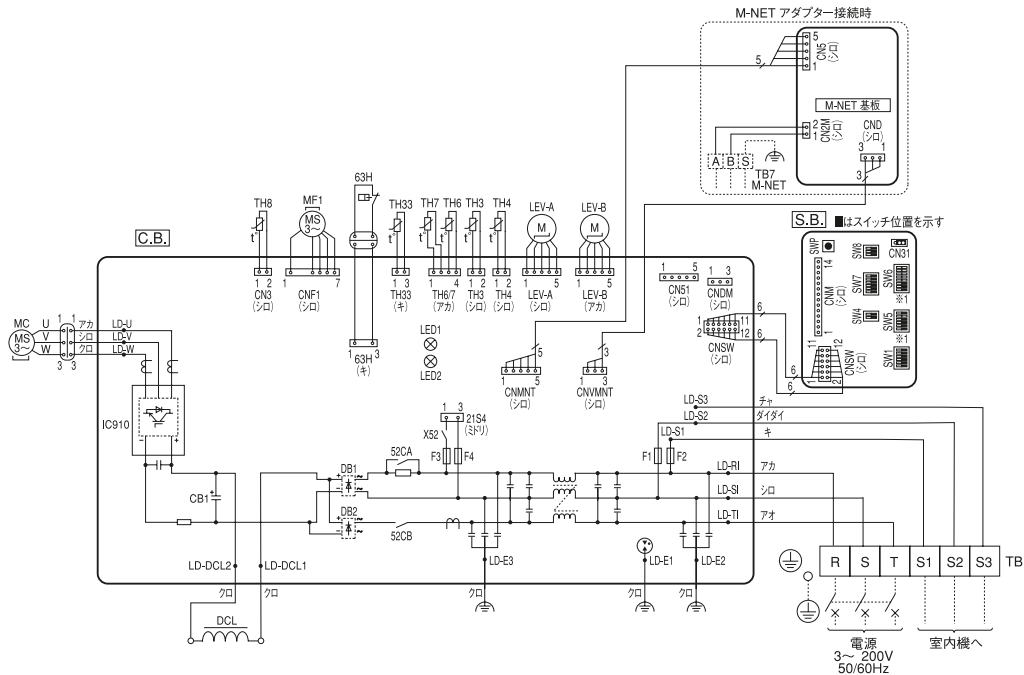 M-NET アダプター接続時
5
CN5
(シロ)
1
5
M-NET 基板
2
1
CN2M
(シロ)
CND
(シロ)
3 1
3
A B S
TB7
M-NET
S.B. ■はスイッチ位置を示す
SWP
SW8
CN31
14
CNM
(シロ)
1
SW7
SW6
※1
SW4
SW5
※1
11
12
CNSW
(シロ)
SW1
1
2
C.B.
TH8
MF1
MS
3～
63H
TH33
TH7 TH6 TH3 TH4
LEV-A
M
LEV-B
M
t° t° t° t° t° t°
1 2
CN3
(シロ)
1 7
CNF1
(シロ)
1 3
63H
(キ)
1 3
TH33
(キ)
1 4
TH6/7
(アカ)
1 2
TH3
(シロ)
1 2
TH4
(シロ)
1 5
LEV-A
(シロ)
1 5
LEV-B
(アカ)
1 5
CN51
(シロ)
1 3
CNDM
(シロ)
1 11
2 12
CNSW
(シロ)
6
6
6
6
LED1
LED2
5
1 5
CNMNT
(シロ)
3
1 3
CNVMNT
(シロ)
MC
MS
3～
U
V
W
1 1
3 3
アカ
シロ
クロ
LD-U
LD-V
LD-W
IC910
- +
CB1
LD-DCL2
LD-DCL1
クロ
クロ
DCL
1 3
21S4
(ミドリ)
X52
F3 F4
52CA
DB1
+
-
DB2
+
-
52CB
F1 F2
LD-S3
LD-S2
LD-S1
チャ
ダイダイ
キ
LD-RI
アカ
LD-SI
シロ
LD-TI
アオ
LD-E3
LD-E1
LD-E2
クロ
クロ
クロ
R S T S1 S2 S3
TB
電源
3～ 200V
50/60Hz
室内機へ